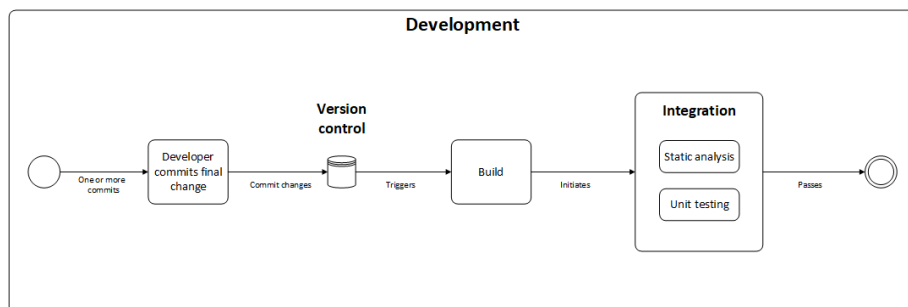 Development
Version
control
Integration
Developer
commits final
change
Build
Static analysis
Unit testing
One or more
commits
Commit changes
Triggers
Initiates
Passes